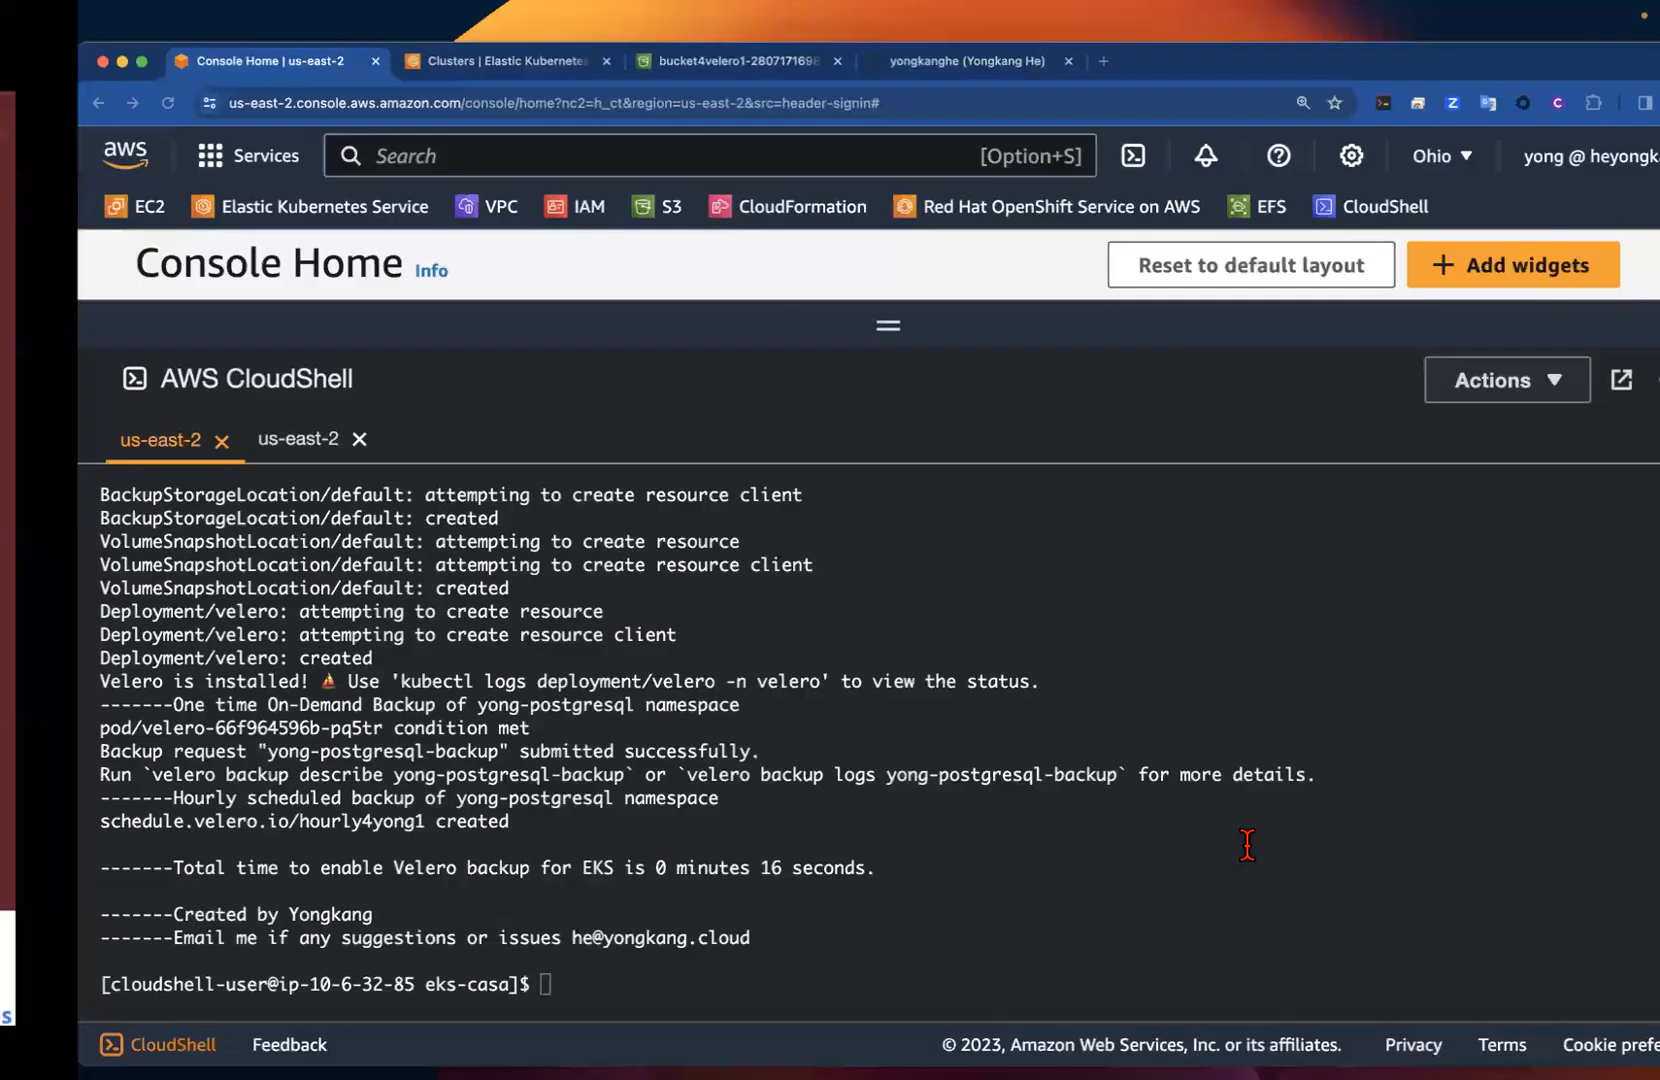 Console Home | us-east-2
Clusters | Elastic Kubernete
bucket4velero1-2807171698
yongkanghe (Yongkang He)
us-east-2.console.aws.amazon.com/console/home?nc2=h_ct&region=us-east-2&src=header-signin#
aws
Services
Search
[Option+S]
Ohio
yong @ heyongka
EC2
Elastic Kubernetes Service
VPC
IAM
S3
CloudFormation
Red Hat OpenShift Service on AWS
EFS
CloudShell
Console Home Info
Reset to default layout
+ Add widgets
AWS CloudShell
Actions
us-east-2
us-east-2
BackupStorageLocation/default: attempting to create resource client
BackupStorageLocation/default: created
VolumeSnapshotLocation/default: attempting to create resource
VolumeSnapshotLocation/default: attempting to create resource client
VolumeSnapshotLocation/default: created
Deployment/velero: attempting to create resource
Deployment/velero: attempting to create resource client
Deployment/velero: created
Velero is installed! ⛵ Use 'kubectl logs deployment/velero -n velero' to view the status.
-------One time On-Demand Backup of yong-postgresql namespace
pod/velero-66f964596b-pq5tr condition met
Backup request "yong-postgresql-backup" submitted successfully.
Run `velero backup describe yong-postgresql-backup` or `velero backup logs yong-postgresql-backup` for more details.
-------Hourly scheduled backup of yong-postgresql namespace
schedule.velero.io/hourly4yong1 created
-------Total time to enable Velero backup for EKS is 0 minutes 16 seconds.
-------Created by Yongkang
-------Email me if any suggestions or issues he@yongkang.cloud
[cloudshell-user@ip-10-6-32-85 eks-casa]$
CloudShell
Feedback
© 2023, Amazon Web Services, Inc. or its affiliates.
Privacy
Terms
Cookie prefe